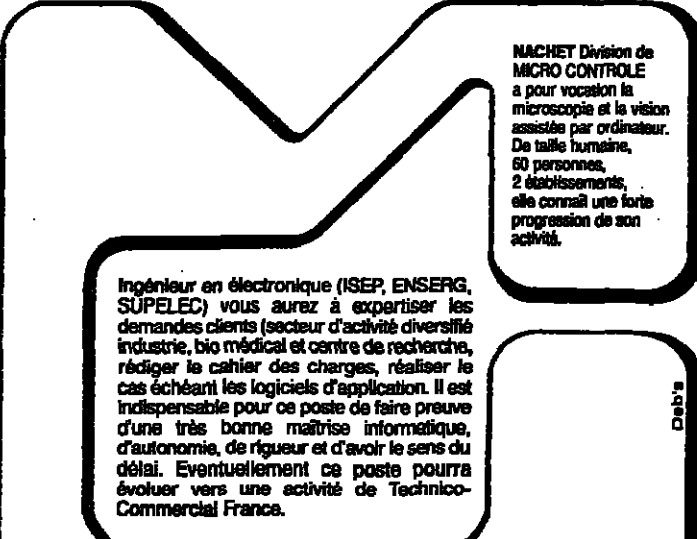 NACHET Division de
MICRO CONTROLE
a pour vocation la
microscopie et la vision
assistée par ordinateur.
De taille humaine,
60 personnes,
2 établissements,
elle connaît une forte
progression de son
activité.
Ingénieur en électronique (ISEP, ENSERG,
SUPELEC) vous aurez à expertiser les
demandes clients (secteur d'activité diversifié
industrie, bio médical et centre de recherche,
rédiger le cahier des charges, réaliser le
cas échéant les logiciels d'application. Il est
indispensable pour ce poste de faire preuve
d'une très bonne maîtrise informatique,
d'autonomie, de rigueur et d'avoir le sens du
délai. Eventuellement ce poste pourra
évoluer vers une activité de Technico-
Commercial France.
Deb's